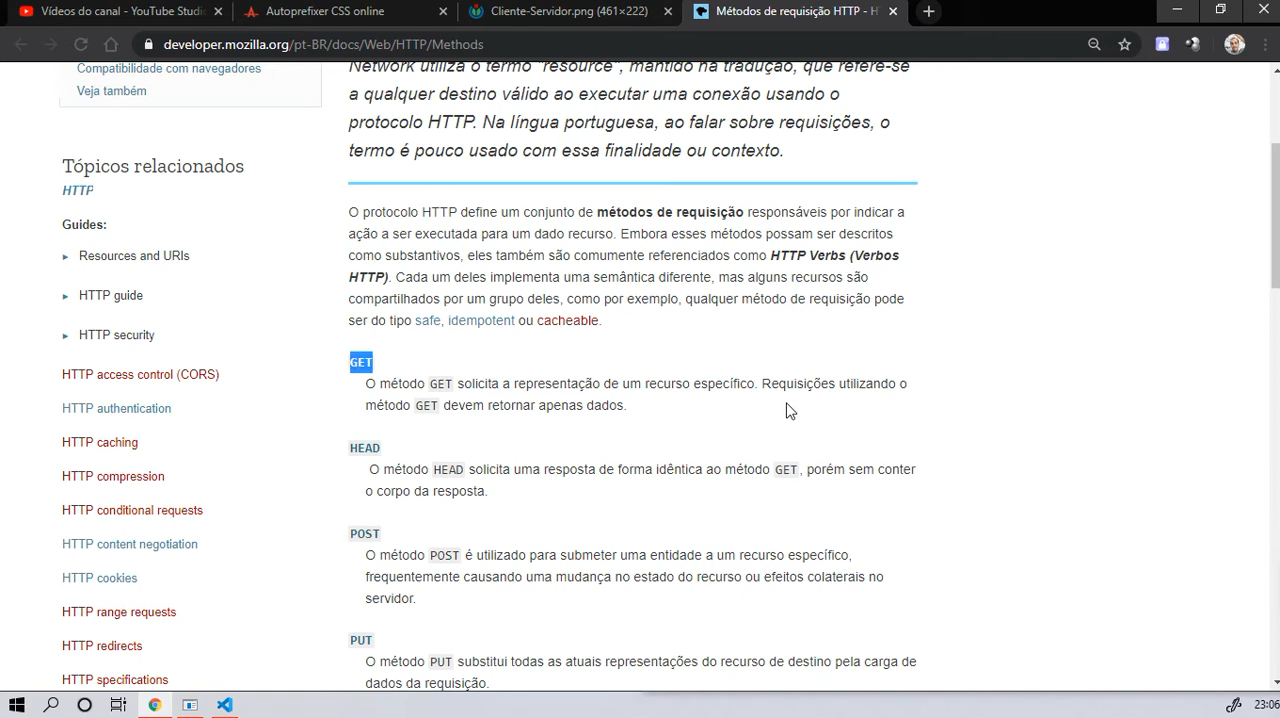 Vídeos do canal - YouTube Studi
Autoprefixer CSS online
Cliente-Servidor.png (461×222)
Métodos de requisição HTTP - H
developer.mozilla.org/pt-BR/docs/Web/HTTP/Methods
Compatibilidade com navegadores
Veja também
Tópicos relacionados
HTTP
Guides:
Resources and URIs
HTTP guide
HTTP security
HTTP access control (CORS)
HTTP authentication
HTTP caching
HTTP compression
HTTP conditional requests
HTTP content negotiation
HTTP cookies
HTTP range requests
HTTP redirects
HTTP specifications
Network utiliza o termo "resource", mantido na tradução, que refere-se
a qualquer destino válido ao executar uma conexão usando o
protocolo HTTP. Na língua portuguesa, ao falar sobre requisições, o
termo é pouco usado com essa finalidade ou contexto.
O protocolo HTTP define um conjunto de métodos de requisição responsáveis por indicar a
ação a ser executada para um dado recurso. Embora esses métodos possam ser descritos
como substantivos, eles também são comumente referenciados como HTTP Verbs (Verbos
HTTP). Cada um deles implementa uma semântica diferente, mas alguns recursos são
compartilhados por um grupo deles, como por exemplo, qualquer método de requisição pode
ser do tipo safe, idempotent ou cacheable.
GET
O método GET solicita a representação de um recurso específico. Requisições utilizando o
método GET devem retornar apenas dados.
HEAD
O método HEAD solicita uma resposta de forma idêntica ao método GET, porém sem conter
o corpo da resposta.
POST
O método POST é utilizado para submeter uma entidade a um recurso específico,
frequentemente causando uma mudança no estado do recurso ou efeitos colaterais no
servidor.
PUT
O método PUT substitui todas as atuais representações do recurso de destino pela carga de
dados da requisição.
23:06